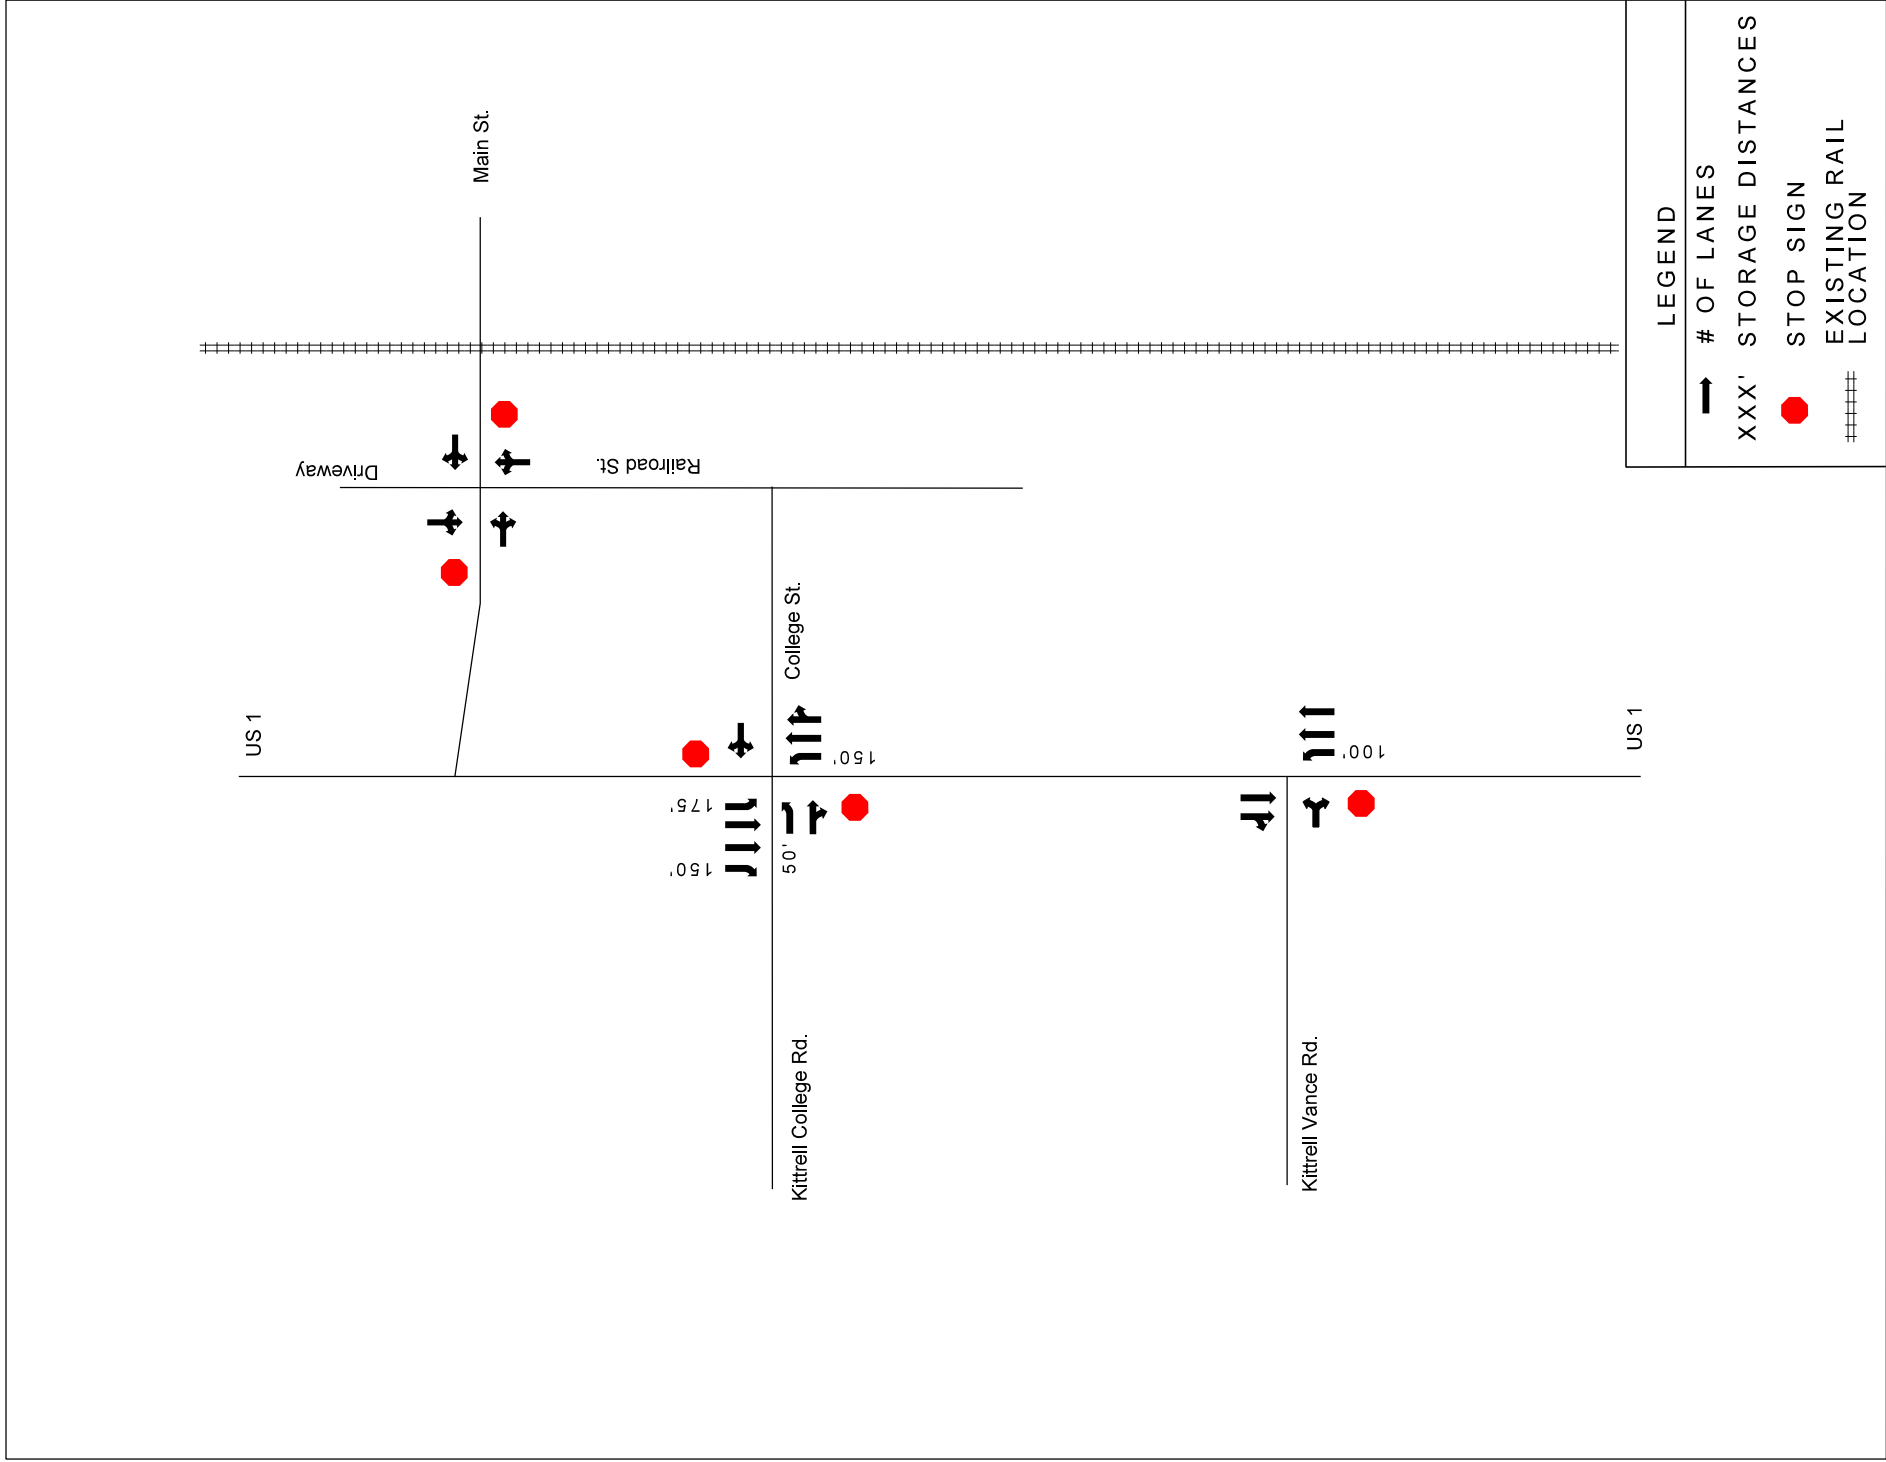 Main St.
Driveway
Railroad St.
US 1
College St.
150'
175'
150'
50'
Kittrell College Rd.
100'
US 1
Kittrell Vance Rd.
LEGEND
# OF LANES
XXX' STORAGE DISTANCES
STOP SIGN
EXISTING RAIL
LOCATION